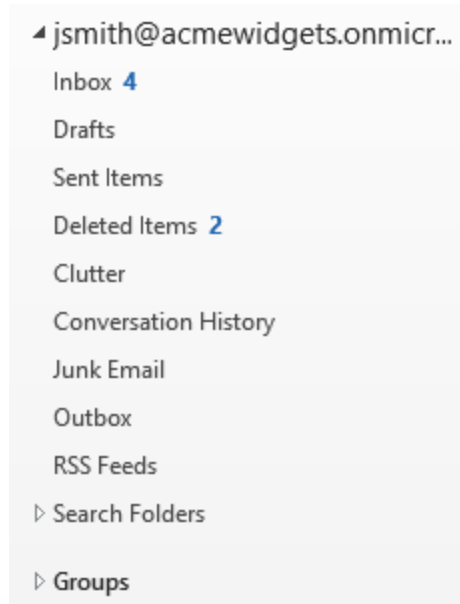 jsmith@acmewidgets.onmicr...
Inbox 4
Drafts
Sent Items
Deleted Items 2
Clutter
Conversation History
Junk Email
Outbox
RSS Feeds
Search Folders
Groups